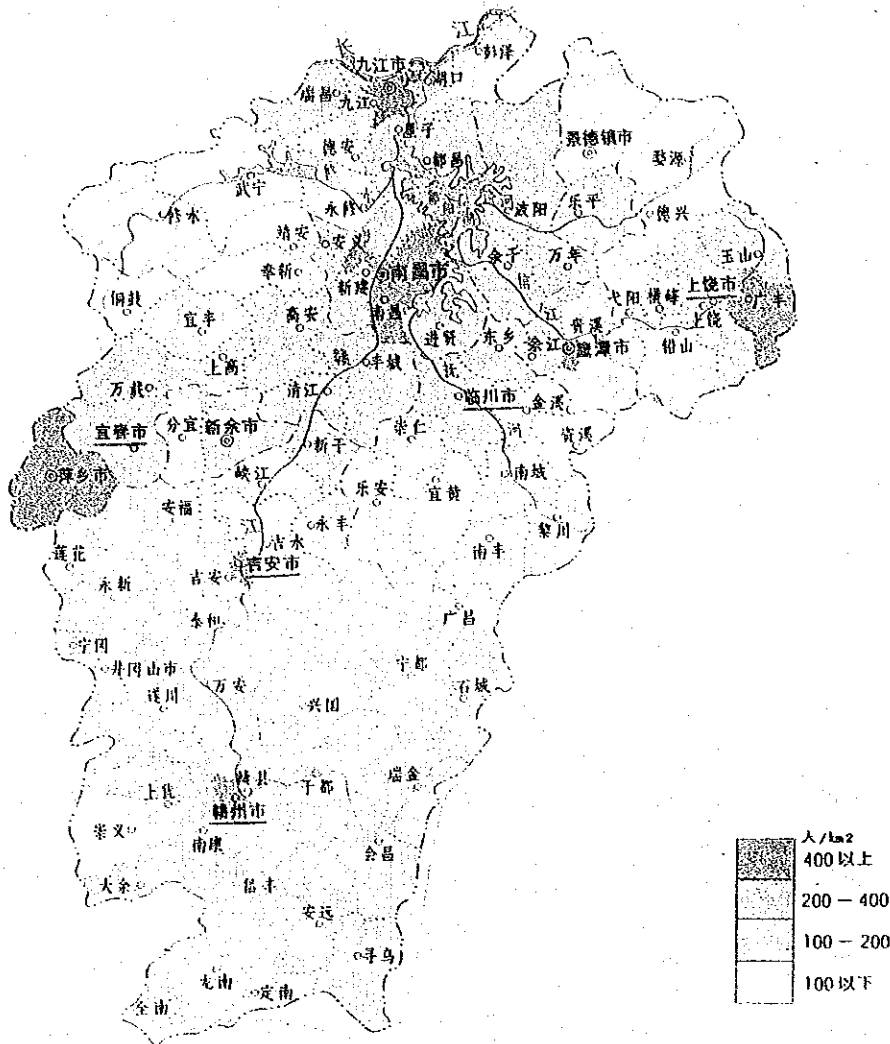 长
江
彭泽
九江市
湖口
瑞昌
九江
星子
景德镇市
德安
婺源
都昌
修
武宁
鄱
河
修水
永修
水
阳
湖
波阳
乐平
德兴
靖安
安义
余干
万年
玉山
奉新
新建
南昌市
信
铜鼓
弋阳
横峰
上饶市
广丰
南昌
江
宜丰
高安
进贤
东乡
贵溪
上饶
余江
鹰潭市
铅山
上高
赣
丰城
抚
万载
清江
临川市
金溪
宜春市
分宜
新余市
崇仁
河
资溪
新干
萍乡市
峡江
南城
乐安
宜黄
安福
江
永丰
黎川
吉水
南丰
莲花
吉安市
永新
吉安
泰和
广昌
宁冈
宁都
井冈山市
万安
石城
遂川
兴国
瑞金
赣县
于都
上犹
赣州市
崇义
南康
会昌
大余
信丰
安远
寻乌
龙南
定南
全南
人/km2
400以上
200－400
100－200
100以下